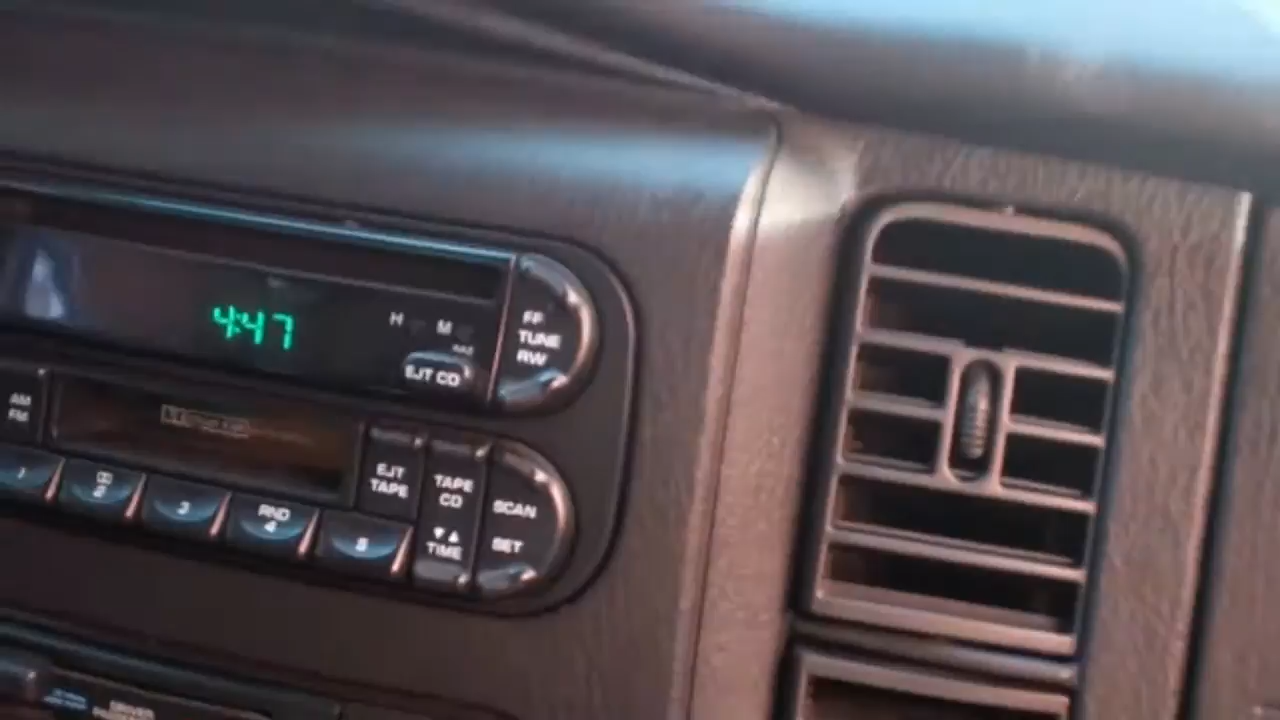 4:47
H M
EJT CD
FF
TUNE
RW
AM
FM
EJT
TAPE
TAPE
CD
SCAN
1
2
3
RND
4
5
TIME
SET